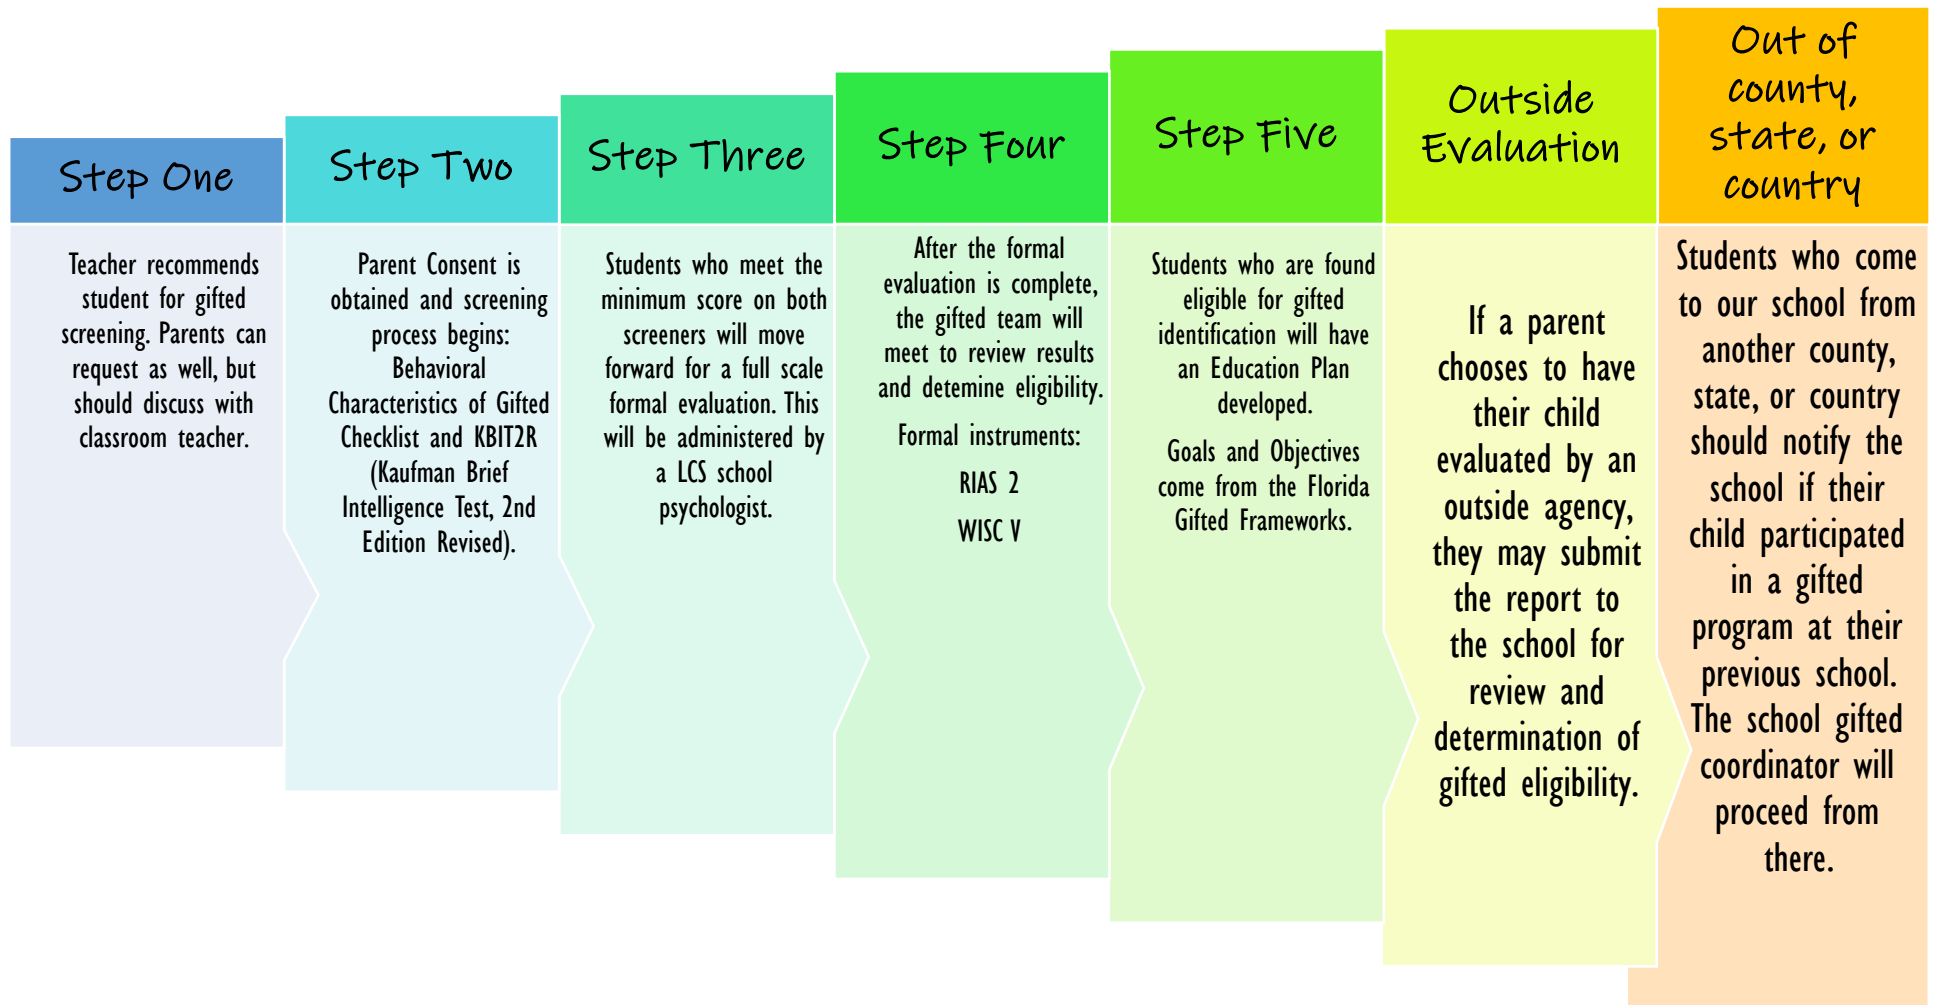 Step One
Teacher recommends
student for gifted
screening. Parents can
request as well, but
should discuss with
classroom teacher.
Step Two
Parent Consent is
obtained and screening
process begins:
Behavioral
Characteristics of Gifted
Checklist and KBIT2R
(Kaufman Brief
Intelligence Test, 2nd
Edition Revised).
Step Three
Students who meet the
minimum score on both
screeners will move
forward for a full scale
formal evaluation. This
will be administered by
a LCS school
psychologist.
Step Four
After the formal
evaluation is complete,
the gifted team will
meet to review results
and detemine eligibility.
Formal instruments:
RIAS 2
WISC V
Step Five
Students who are found
eligible for gifted
identification will have
an Education Plan
developed.
Goals and Objectives
come from the Florida
Gifted Frameworks.
Outside
Evaluation
If a parent
chooses to have
their child
evaluated by an
outside agency,
they may submit
the report to
the school for
review and
determination of
gifted eligibility.
Out of
county,
state, or
country
Students who come
to our school from
another county,
state, or country
should notify the
school if their
child participated
in a gifted
program at their
previous school.
The school gifted
coordinator will
proceed from
there.